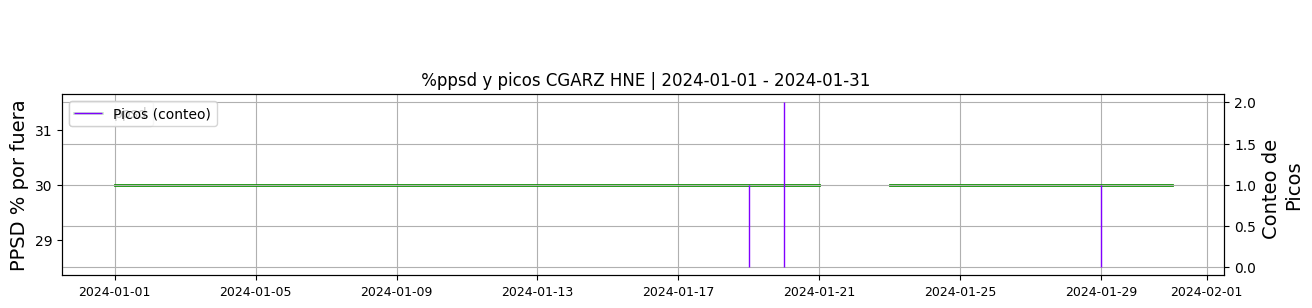 %ppsd y picos CGARZ HNE | 2024-01-01 - 2024-01-31
Picos (conteo)
PPSD % por fuera
31
30
29
2.0
1.5
1.0
0.5
0.0
Conteo de
Picos
2024-01-01 2024-01-05 2024-01-09 2024-01-13 2024-01-17 2024-01-21 2024-01-25 2024-01-29 2024-02-01